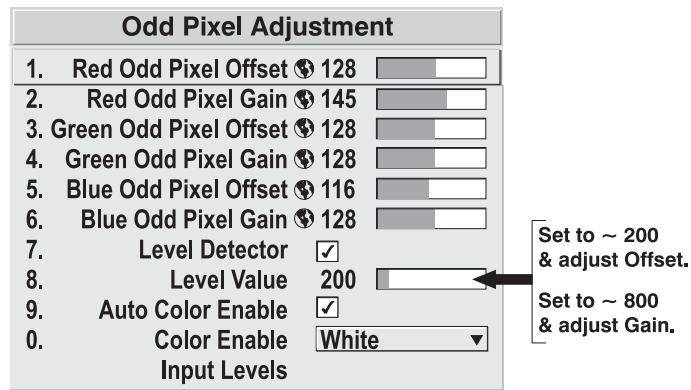 Odd Pixel Adjustment
1. Red Odd Pixel Offset 128
2. Red Odd Pixel Gain 145
3. Green Odd Pixel Offset 128
4. Green Odd Pixel Gain 128
5. Blue Odd Pixel Offset 116
6. Blue Odd Pixel Gain 128
7. Level Detector
8. Level Value 200
9. Auto Color Enable
0. Color Enable White
Input Levels
Set to ~ 200
& adjust Offset.
Set to ~ 800
& adjust Gain.